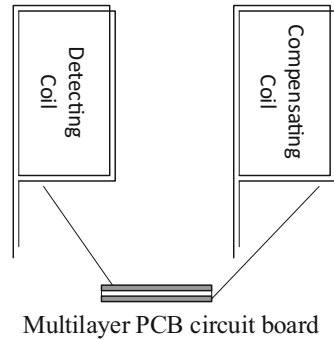 Detecting
Coil
Compensating
Coil
Multilayer PCB circuit board